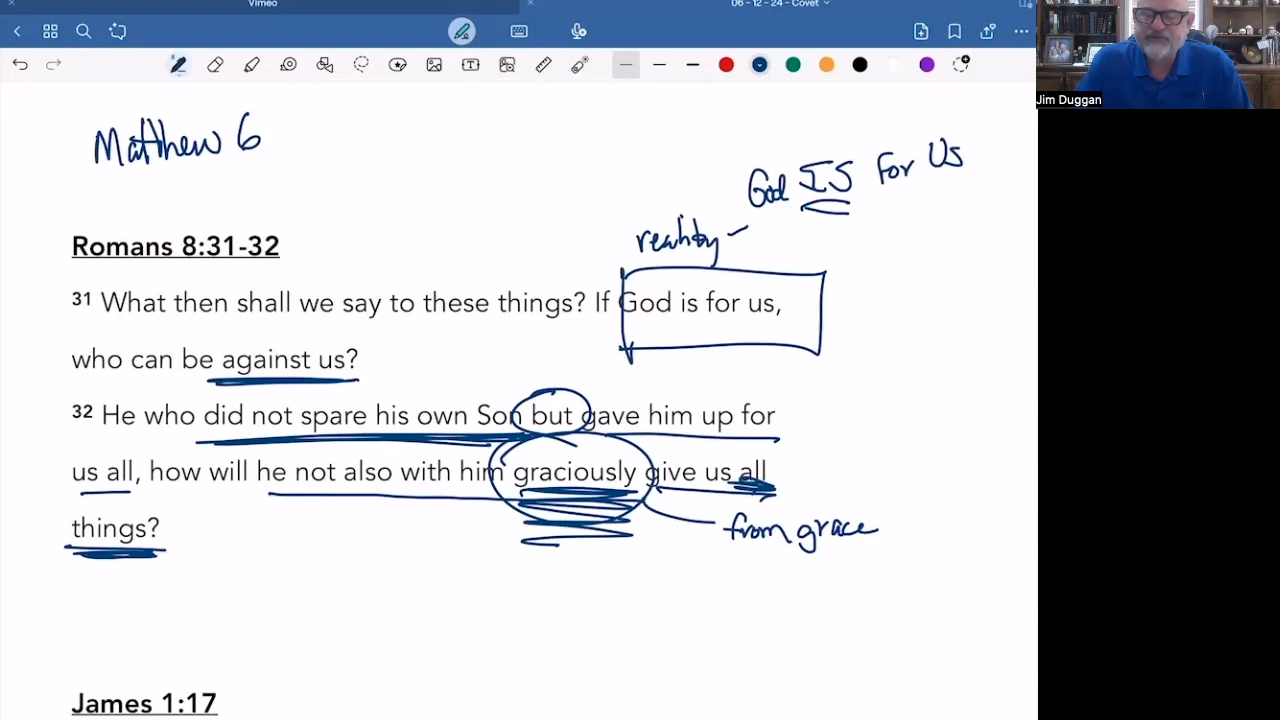 Vimeo
06 - 12 - 24 - Covet
Jim Duggan
Matthew 6
God IS For Us
reality –
Romans 8:31-32
31 What then shall we say to these things? If God is for us,
who can be against us?
32 He who did not spare his own Son but gave him up for
us all, how will he not also with him graciously give us all
things?
from grace
James 1:17